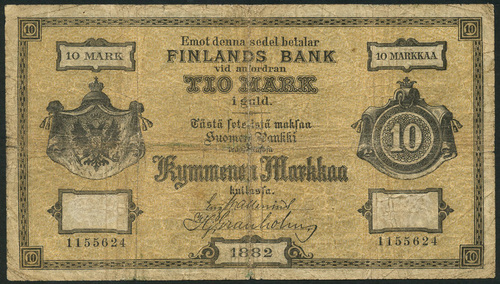 10
10
Emot denna sedel betalar
10 MARK
FINLANDS BANK
10 MARKKAA
vid anfordran
TIO MARK
i guld.
Tästä setelistä maksaa
Suomen Pankki
10
Kymmenen Markkaa
kullassa.
1155624
1882
1155624
10
10